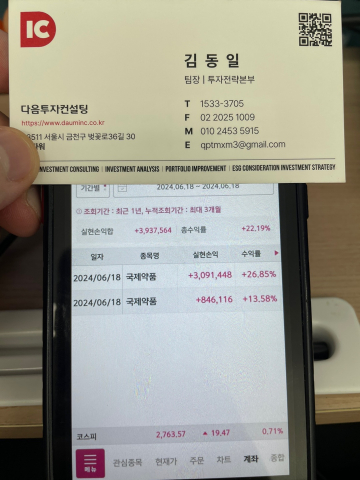 DIC
김동일
팀장 | 투자전략본부
다음투자컨설팅
https://www.dauminc.co.kr
3511 서울시 금천구 벚꽃로36길 30
T 1533-3705
F 02 2025 1009
M 010 2453 5915
E qptmxm3@gmail.com
INVESTMENT CONSULTING | INVESTMENT ANALYSIS | PORTFOLIO IMPROVEMENT | ESG CONSIDERATION INVESTMENT STRATEGY
기간별 2024.06.18 ~ 2024.06.18
조회기간 : 최근 1년, 누적조회기간 : 최대 3개월
실현손익합 +3,937,564 총수익률 +22.19%
일자 종목명 실현손익 수익률
2024/06/18 국제약품 +3,091,448 +26.85%
2024/06/18 국제약품 +846,116 +13.58%
코스피 2,763.57 ▲ 19.47 0.71%
메뉴 관심종목 현재가 주문 차트 계좌 종합